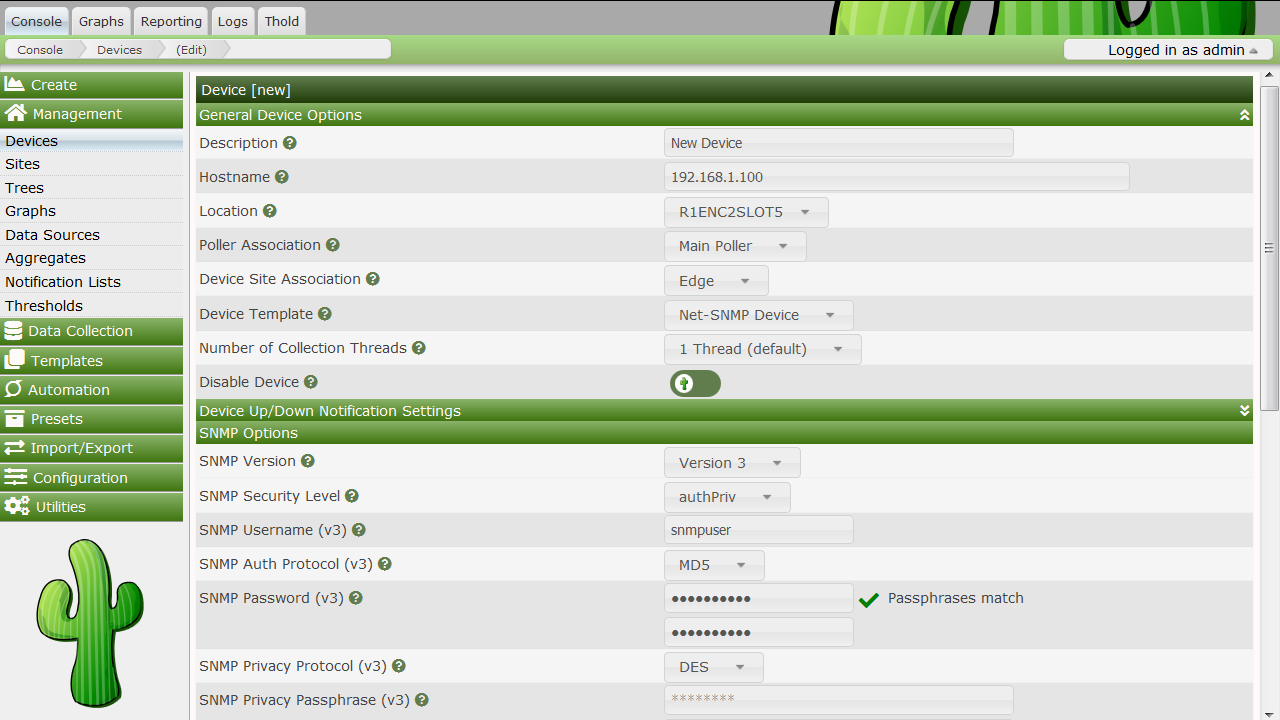 Console Graphs Reporting Logs Thold
Console Devices (Edit)
Logged in as admin
Create
Management
Devices
Sites
Trees
Graphs
Data Sources
Aggregates
Notification Lists
Thresholds
Data Collection
Templates
Automation
Presets
Import/Export
Configuration
Utilities
Device [new]
General Device Options
Description New Device
Hostname 192.168.1.100
Location R1ENC2SLOT5
Poller Association Main Poller
Device Site Association Edge
Device Template Net-SNMP Device
Number of Collection Threads 1 Thread (default)
Disable Device
Device Up/Down Notification Settings
SNMP Options
SNMP Version Version 3
SNMP Security Level authPriv
SNMP Username (v3) snmpuser
SNMP Auth Protocol (v3) MD5
SNMP Password (v3) ●●●●●●●●●● Passphrases match
●●●●●●●●●●
SNMP Privacy Protocol (v3) DES
SNMP Privacy Passphrase (v3) ********